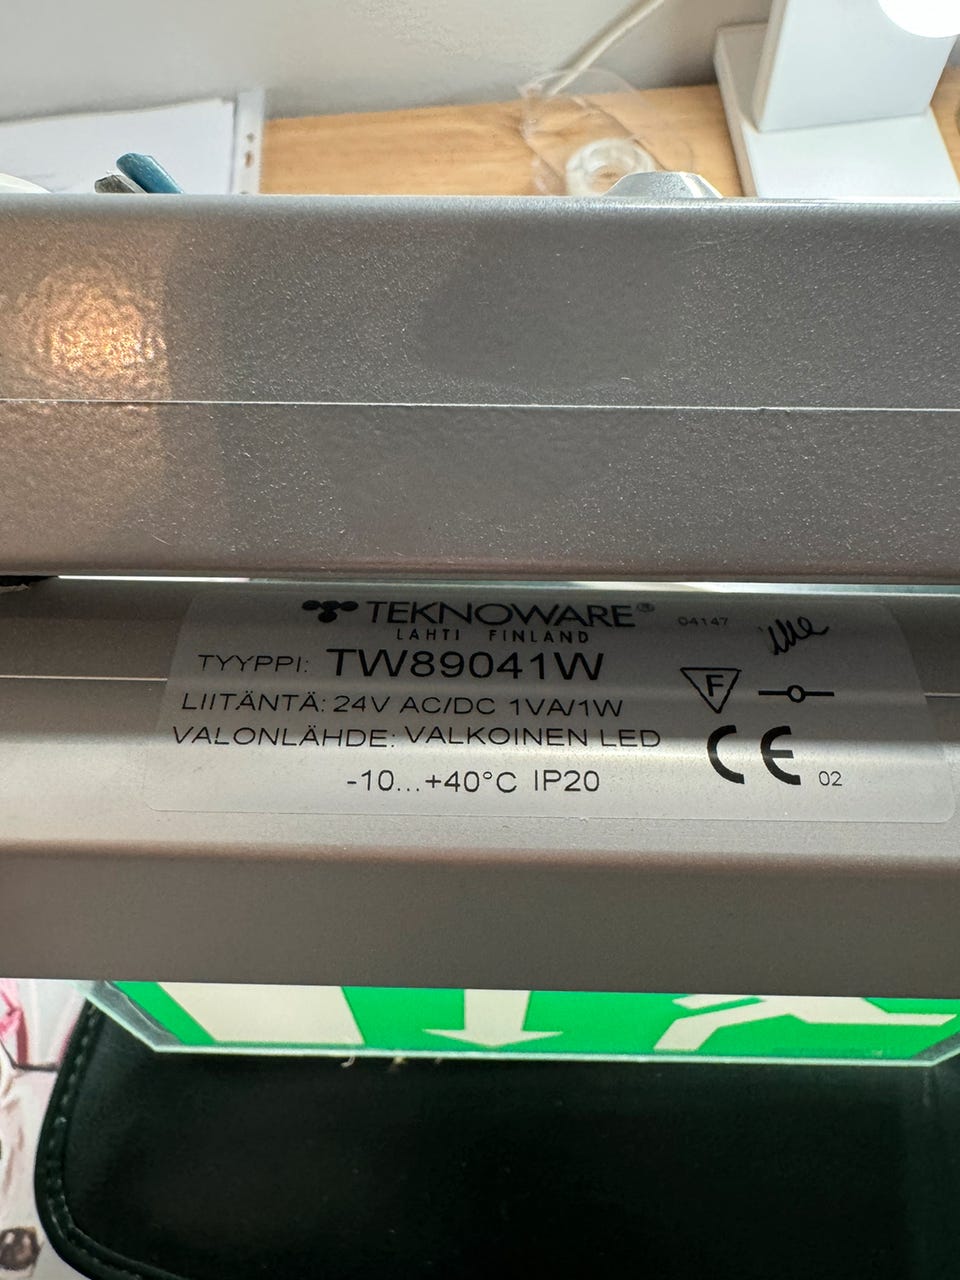 TEKNOWARE®
LAHTI FINLAND
04147
TYYPPI: TW89041W
F
LIITÄNTÄ: 24V AC/DC 1VA/1W
VALONLÄHDE: VALKOINEN LED
CE 02
-10...+40°C IP20